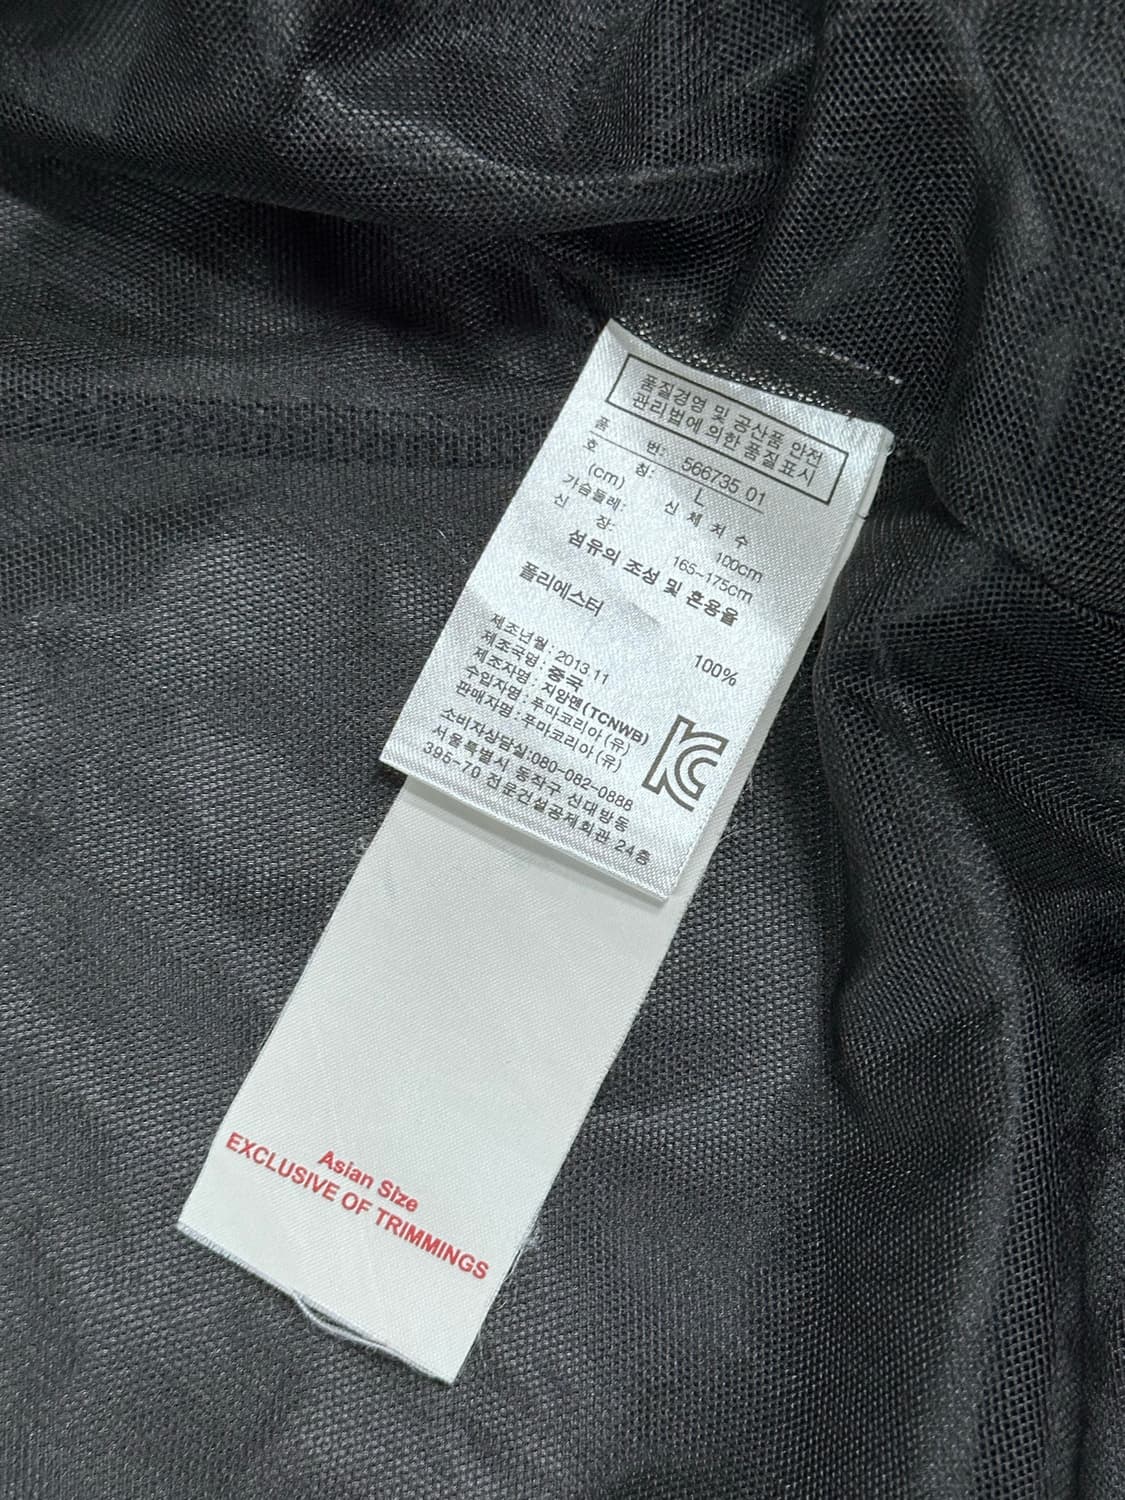 품질경영 및 공산품 안전
관리법에 의한 품질표시
품 번: 566735 01
호 칭: L
(cm) 신 체 치 수
가슴둘레: 100cm
신 장: 165~175cm
섬유의 조성 및 혼용율
폴리에스터 100%
제조년월: 2013.11
제조국명: 중국
제조자명: 지앙맨(TCNWB)
수입자명: 푸마코리아 (유)
판매자명: 푸마코리아 (유)
소비자상담실:080-082-0888
서울특별시 동작구 신대방동
395-70 전문건설공제회관 24층
Asian Size
EXCLUSIVE OF TRIMMINGS